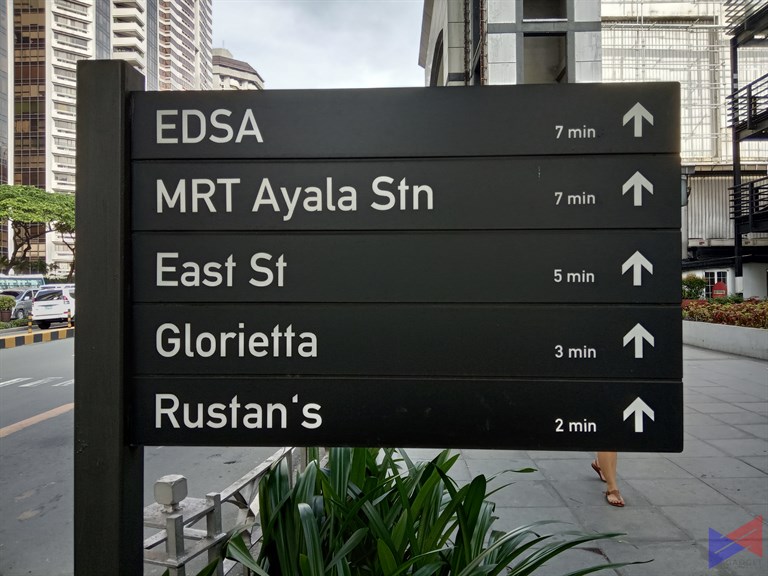 EDSA 7 min ↑
MRT Ayala Stn 7 min ↑
East St 5 min ↑
Glorietta 3 min ↑
Rustan‘s 2 min ↑